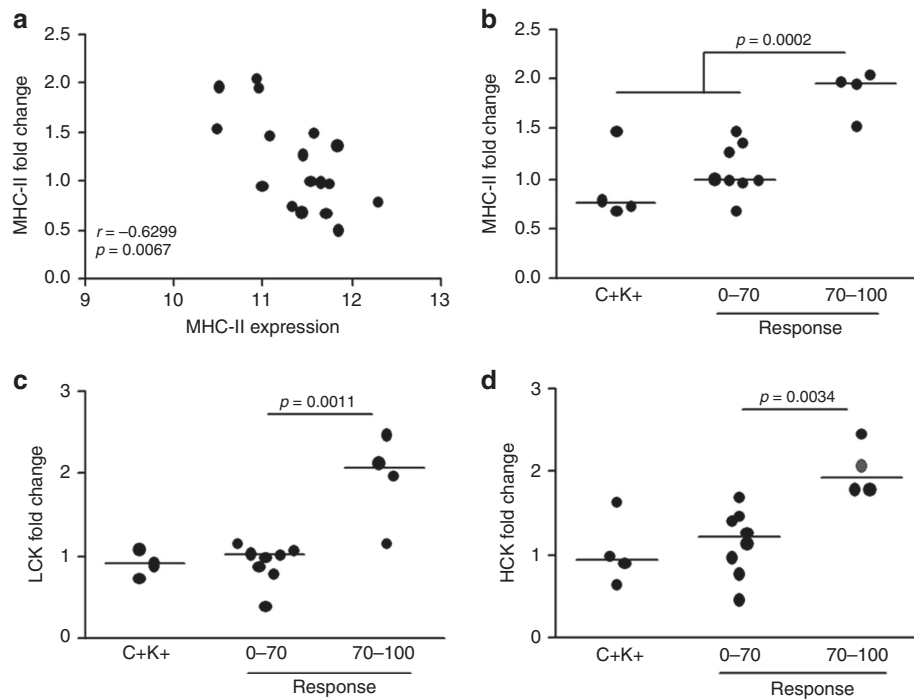 a
2.5
2.0
1.5
1.0
0.5
0.0
MHC-II fold change
r = –0.6299
p = 0.0067
9 10 11 12 13
MHC-II expression
b
2.5
2.0
1.5
1.0
0.5
0.0
MHC-II fold change
p = 0.0002
C+K+ 0–70 70–100
Response
c
3
2
1
0
LCK fold change
p = 0.0011
C+K+ 0–70 70–100
Response
d
3
2
1
0
HCK fold change
p = 0.0034
C+K+ 0–70 70–100
Response